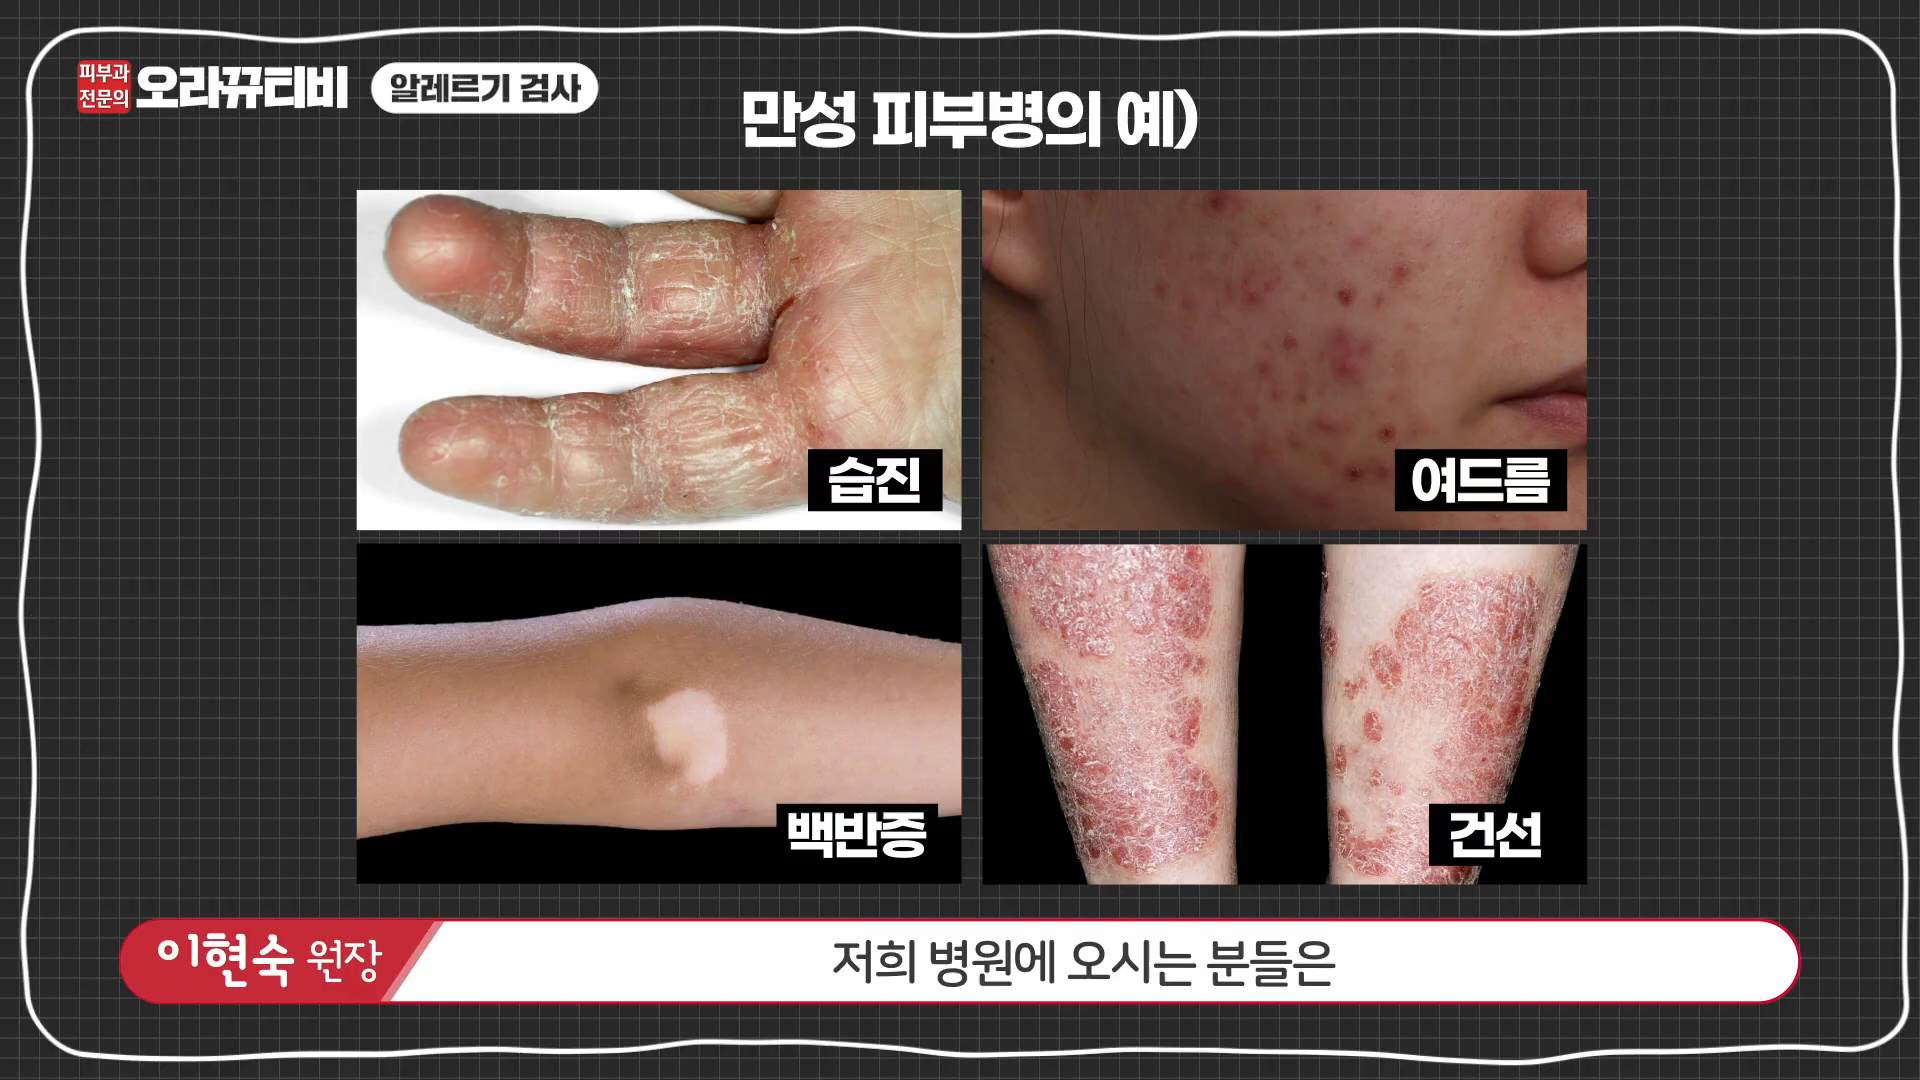 피부과
전문의
오라뀨티비
알레르기 검사
만성 피부병의 예)
습진
여드름
백반증
건선
이현숙 원장
저희 병원에 오시는 분들은